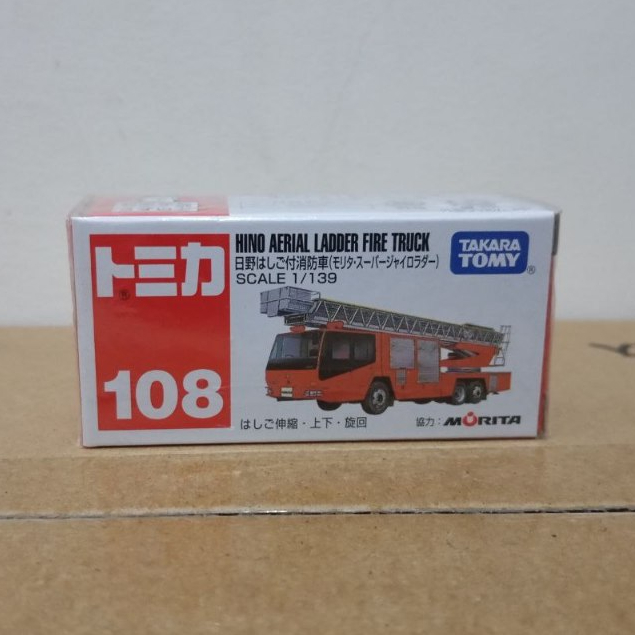 トミカ
®
108
HINO AERIAL LADDER FIRE TRUCK
日野はしご付消防車(モリタ・スーパージャイロラダー)
SCALE 1/139
TAKARA
TOMY
®
はしご伸縮・上下・旋回
協力：MORITA